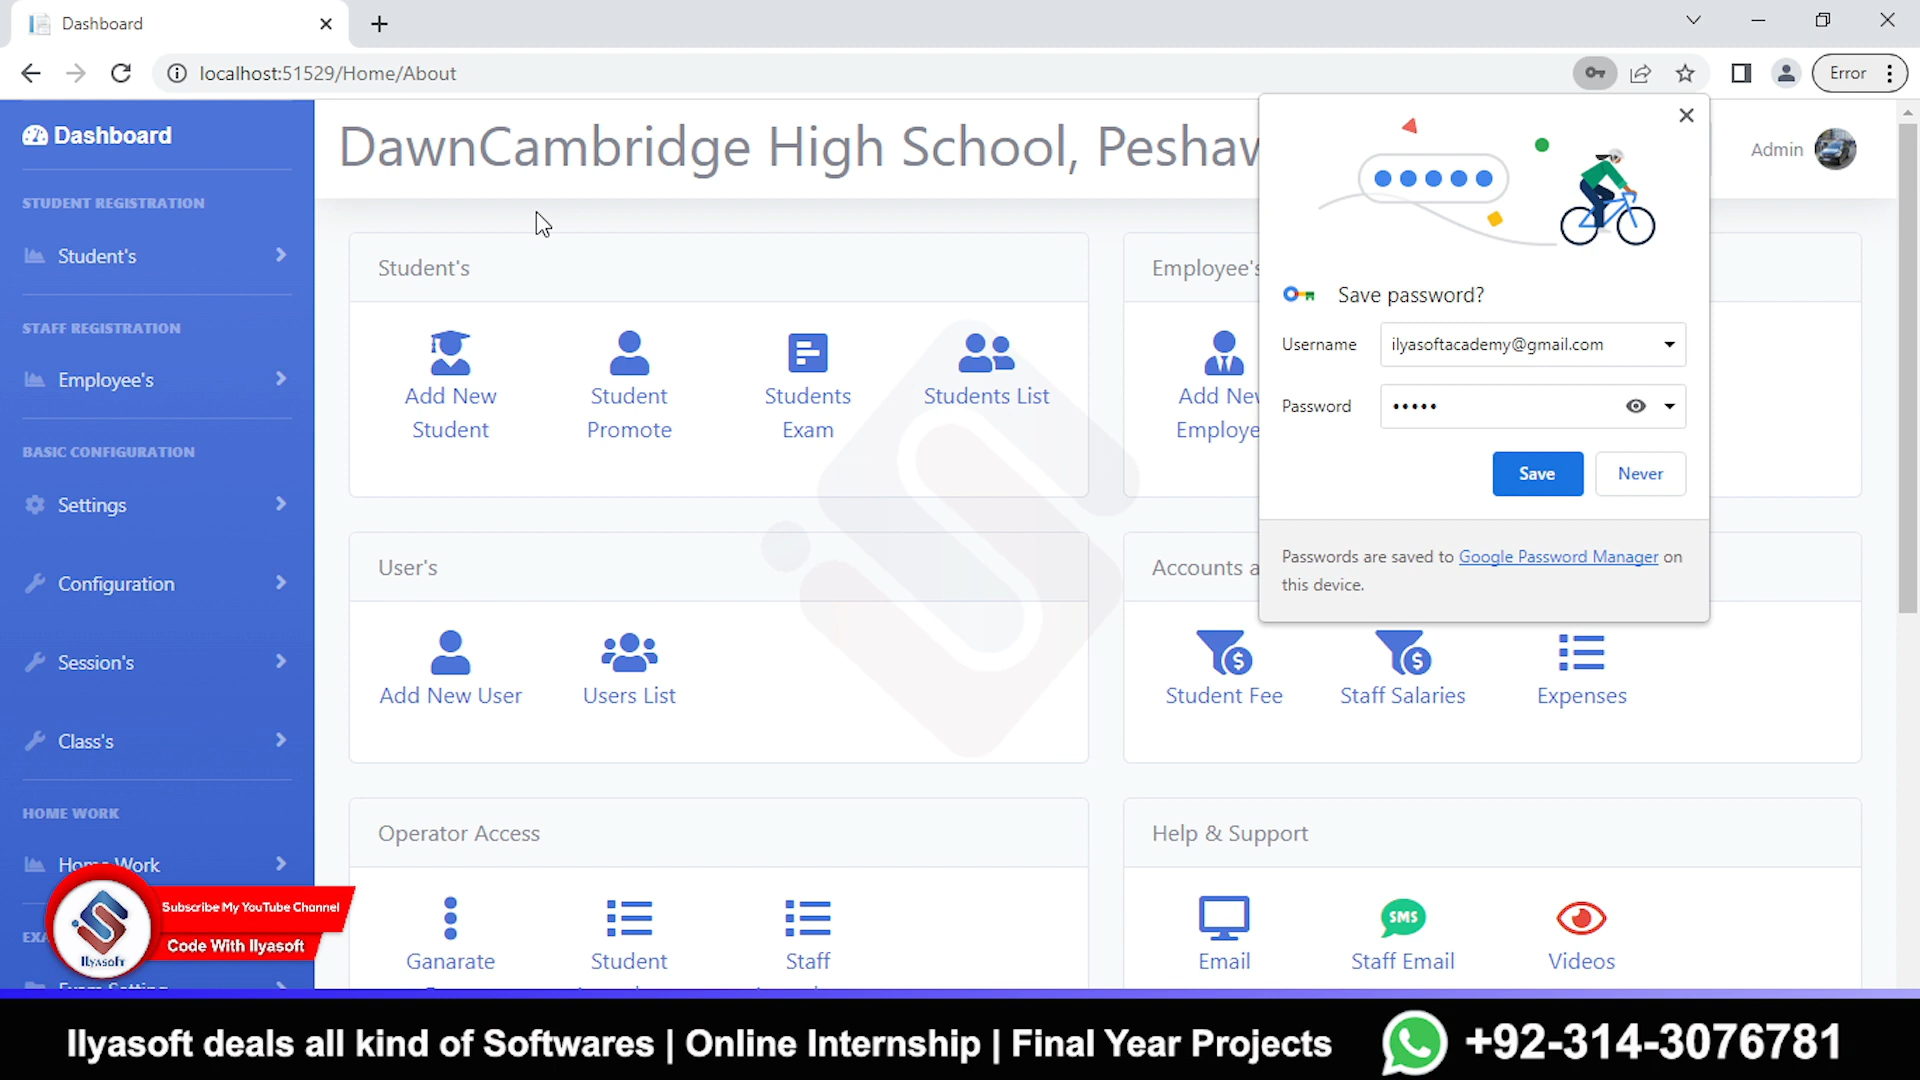 Dashboard
localhost:51529/Home/About
Error
Dashboard
STUDENT REGISTRATION
Student's
STAFF REGISTRATION
Employee's
BASIC CONFIGURATION
Settings
Configuration
Session's
Class's
HOME WORK
Home Work
DawnCambridge High School, Peshaw
Admin
Student's
Add New
Student
Student
Promote
Students
Exam
Students List
Employee's
Add New
Employe
User's
Add New User
Users List
Accounts a
Student Fee
Staff Salaries
Expenses
Operator Access
Ganarate
Student
Staff
Help & Support
SMS
Email
Staff Email
Videos
Save password?
Username
ilyasoftacademy@gmail.com
Password
•••••
Save
Never
Passwords are saved to Google Password Manager on
this device.
Subscribe My YouTube Channel
Code With Ilyasoft
Ilyasoft
Ilyasoft deals all kind of Softwares | Online Internship | Final Year Projects
+92-314-3076781